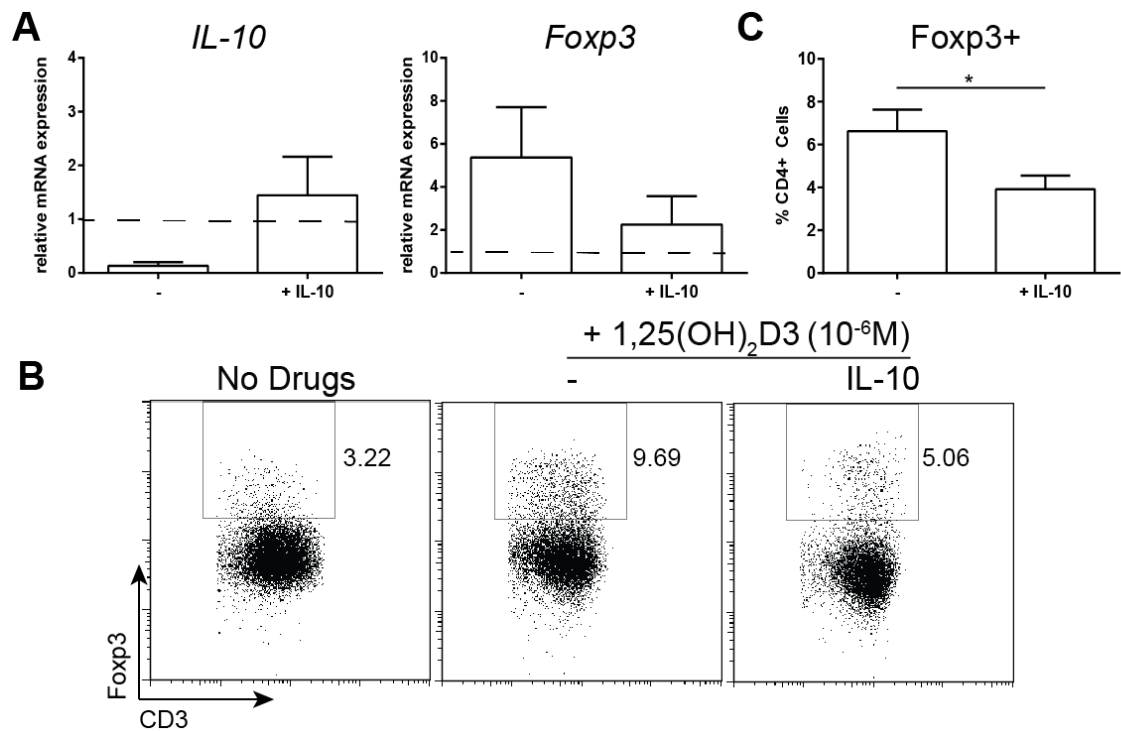 A
IL-10
relative mRNA expression
4
3
2
1
0
-
+ IL-10
Foxp3
relative mRNA expression
10
8
6
4
2
0
-
+ IL-10
C
Foxp3+
% CD4+ Cells
10
8
6
4
2
0
*
-
+ IL-10
B
+ 1,25(OH)₂D3 (10⁻⁶M)
No Drugs
-
IL-10
3.22
9.69
5.06
Foxp3
CD3